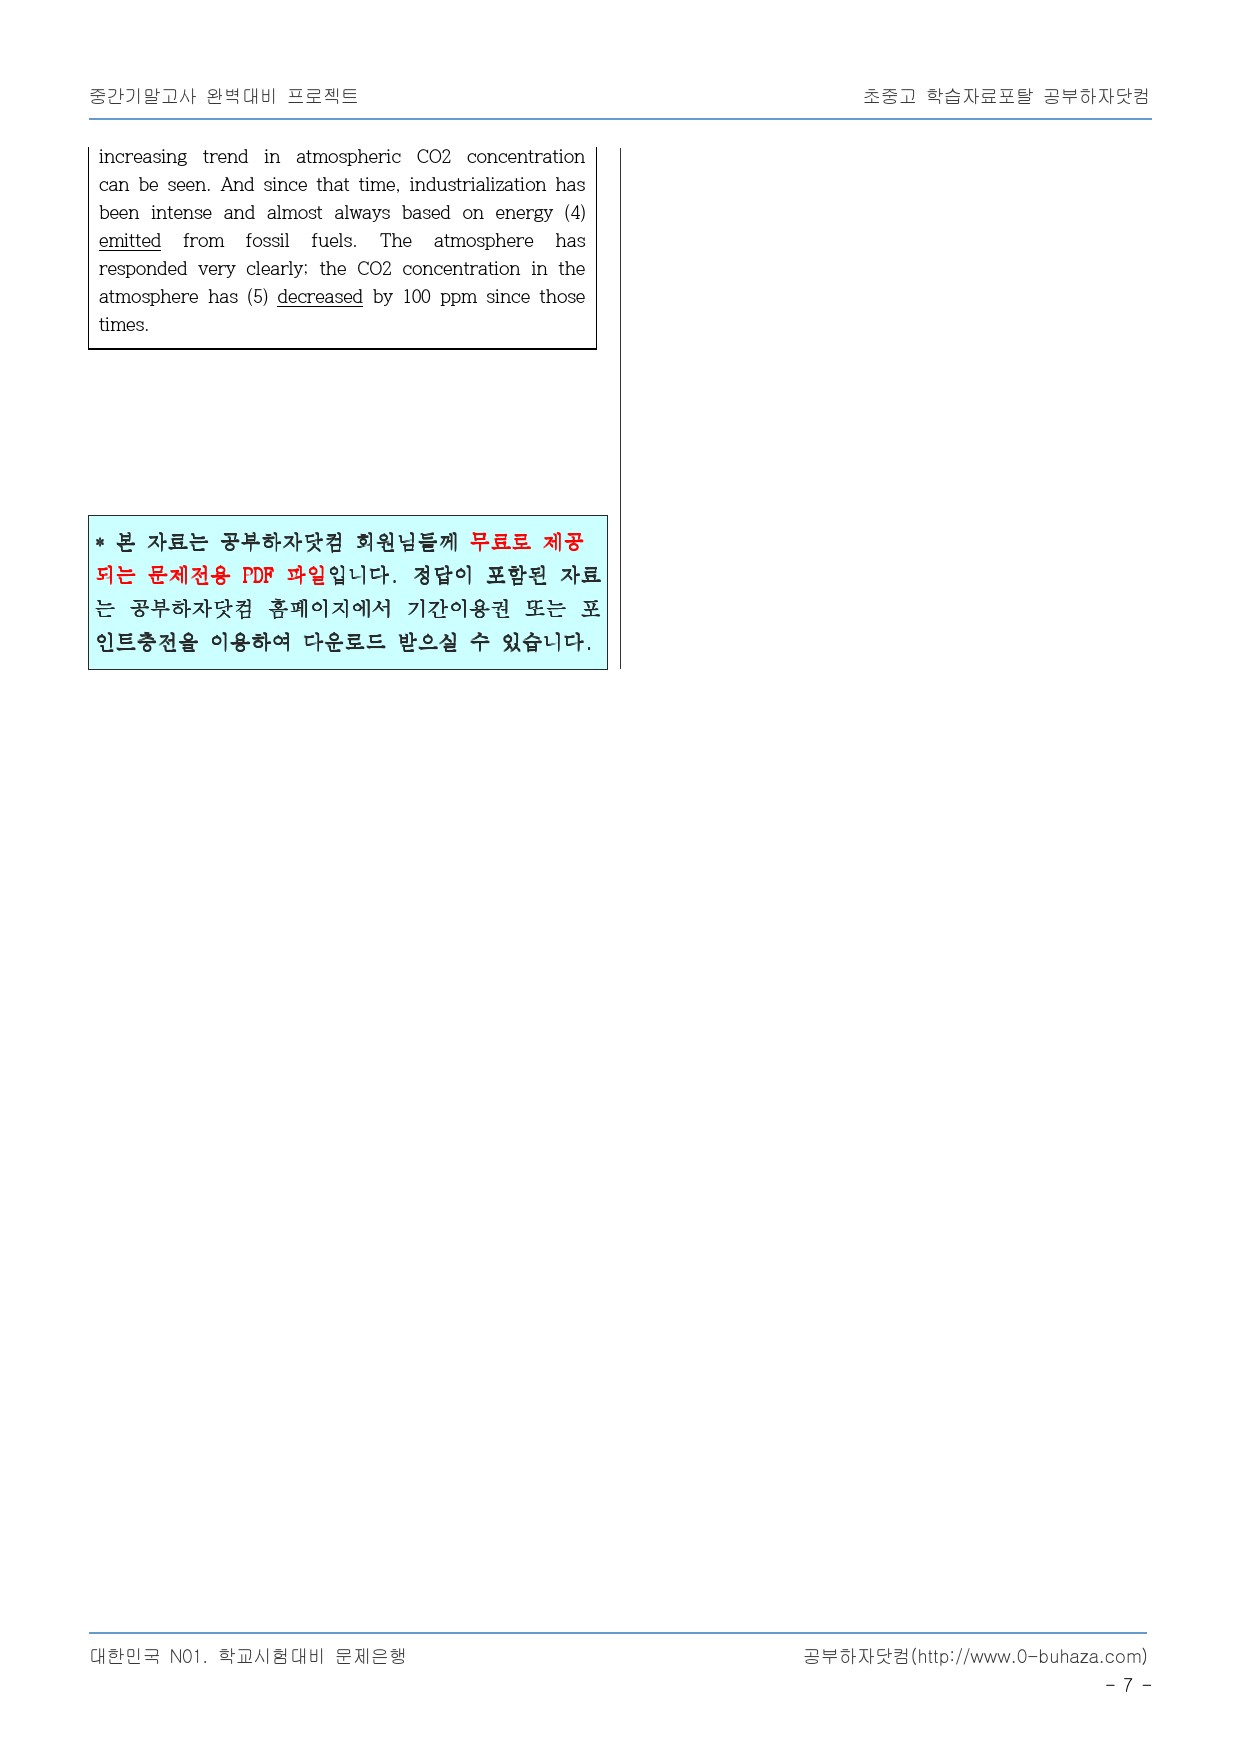 중간기말고사 완벽대비 프로젝트
초중고 학습자료포탈 공부하자닷컴
increasing trend in atmospheric CO2 concentration
can be seen. And since that time, industrialization has
been intense and almost always based on energy (4)
emitted from fossil fuels. The atmosphere has
responded very clearly; the CO2 concentration in the
atmosphere has (5) decreased by 100 ppm since those
times.
* 본 자료는 공부하자닷컴 회원님들께 무료로 제공
되는 문제전용 PDF 파일입니다. 정답이 포함된 자료
는 공부하자닷컴 홈페이지에서 기간이용권 또는 포
인트충전을 이용하여 다운로드 받으실 수 있습니다.
대한민국 N01. 학교시험대비 문제은행
공부하자닷컴(http://www.0-buhaza.com)
- 7 -